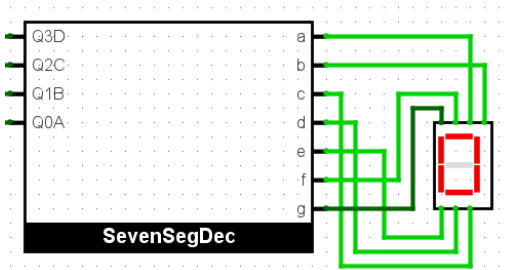 Q3D a
Q2C b
Q1B c
Q0A d
e
f
g
SevenSegDec